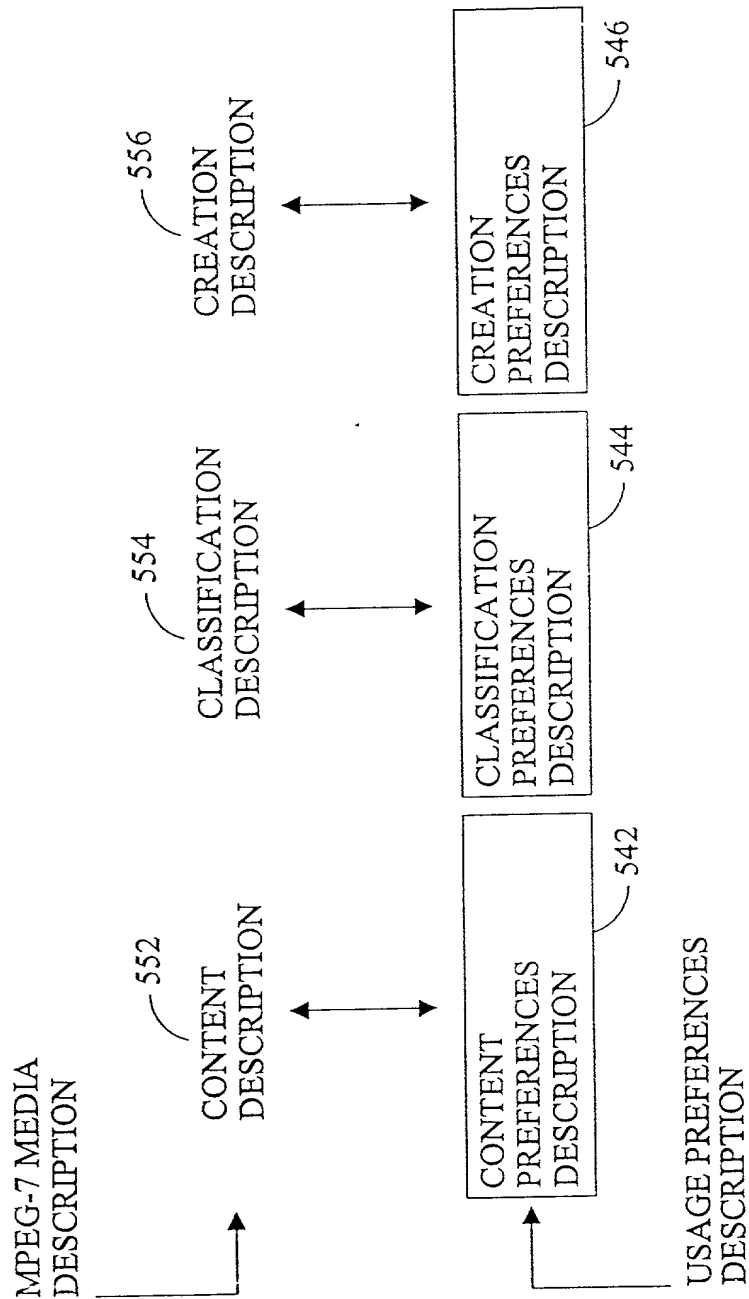 MPEG-7 MEDIA
DESCRIPTION
552
CONTENT
DESCRIPTION
554
CLASSIFICATION
DESCRIPTION
556
CREATION
DESCRIPTION
CONTENT
PREFERENCES
DESCRIPTION
542
CLASSIFICATION
PREFERENCES
DESCRIPTION
544
CREATION
PREFERENCES
DESCRIPTION
546
USAGE PREFERENCES
DESCRIPTION